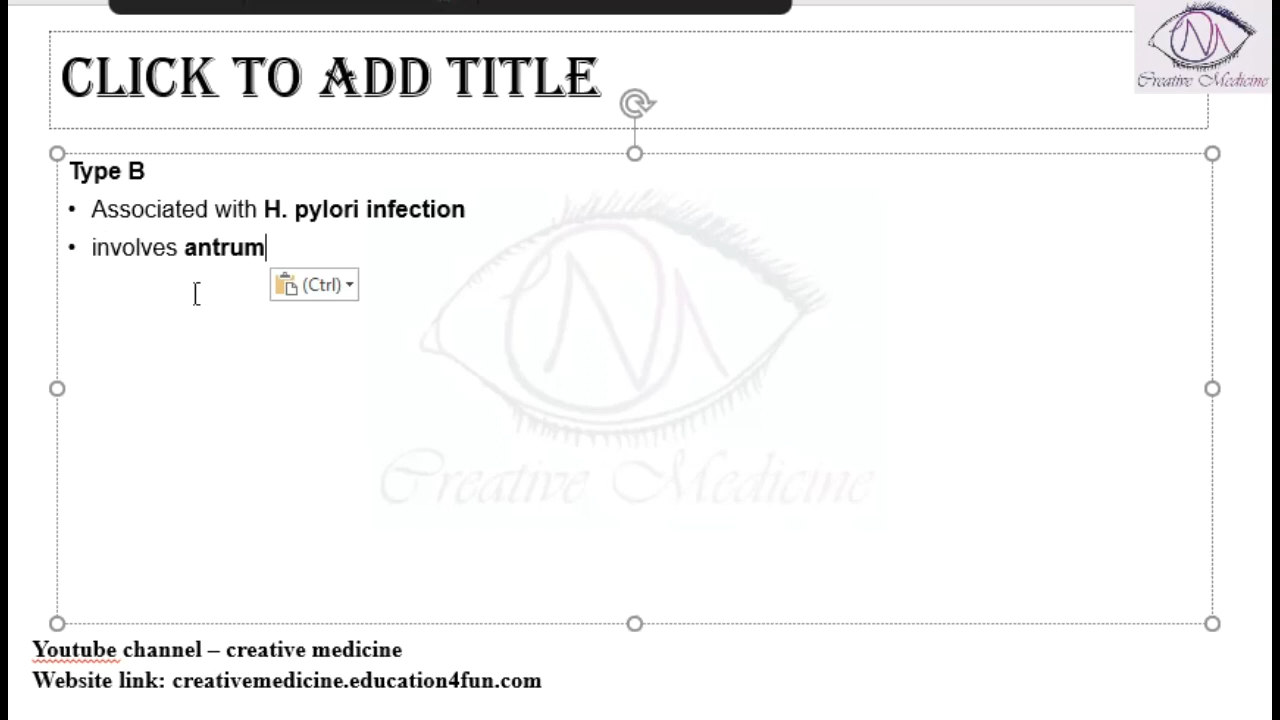 CLICK TO ADD TITLE
Creative Medicine
Type B
• Associated with H. pylori infection
• involves antrum
(Ctrl)
Creative Medicine
Youtube channel – creative medicine
Website link: creativemedicine.education4fun.com